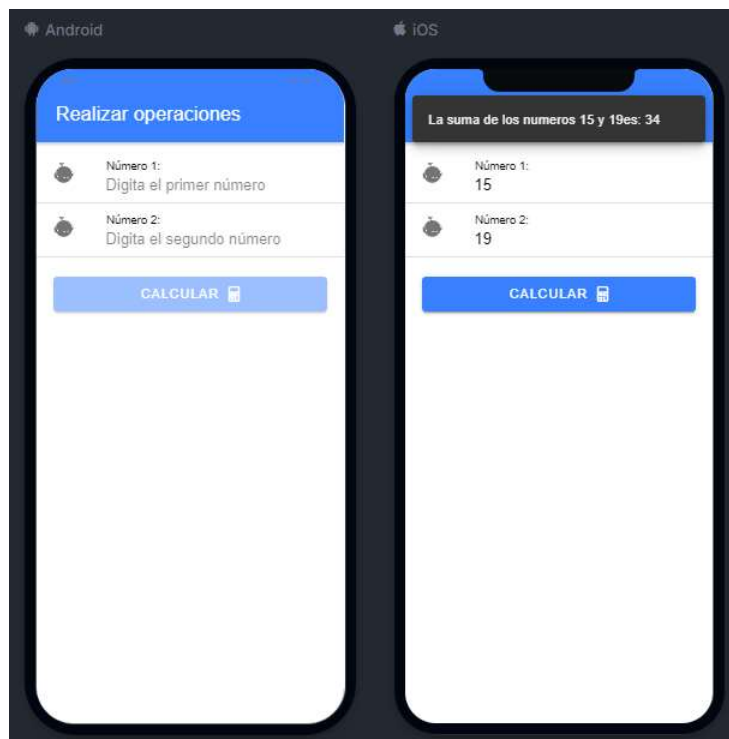 Android
Realizar operaciones
Número 1:
Digita el primer número
Número 2:
Digita el segundo número
CALCULAR
iOS
La suma de los numeros 15 y 19es: 34
Número 1:
15
Número 2:
19
CALCULAR